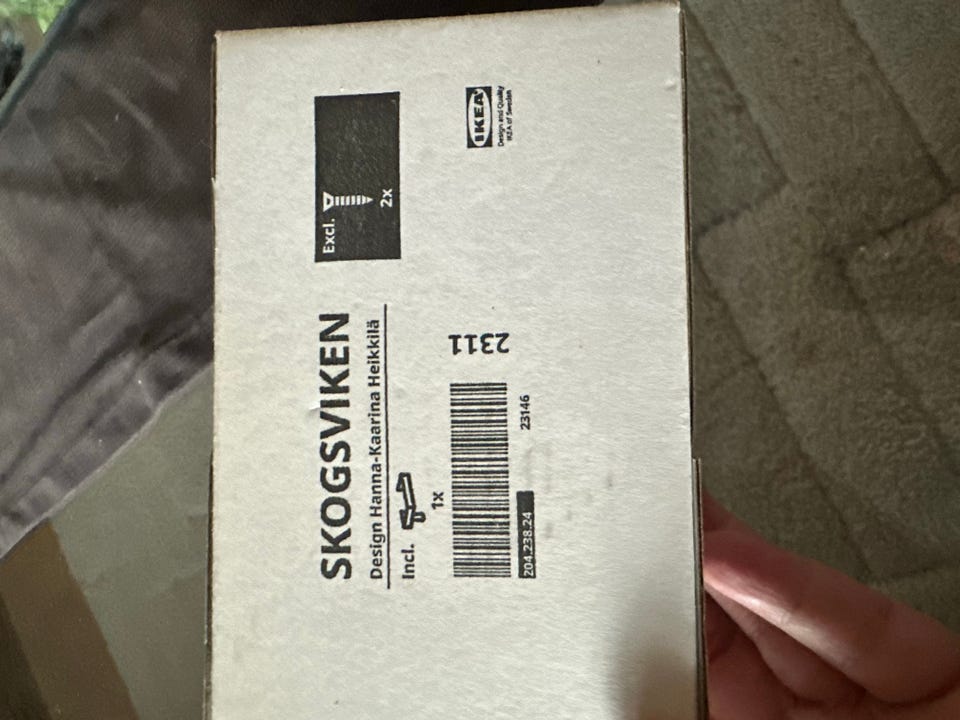 SKOGSVIKEN
Design Hanna-Kaarina Heikkilä
Incl.
1x
204.238.24
23146
2311
Excl.
2x
IKEA
Design and Quality
IKEA of Sweden